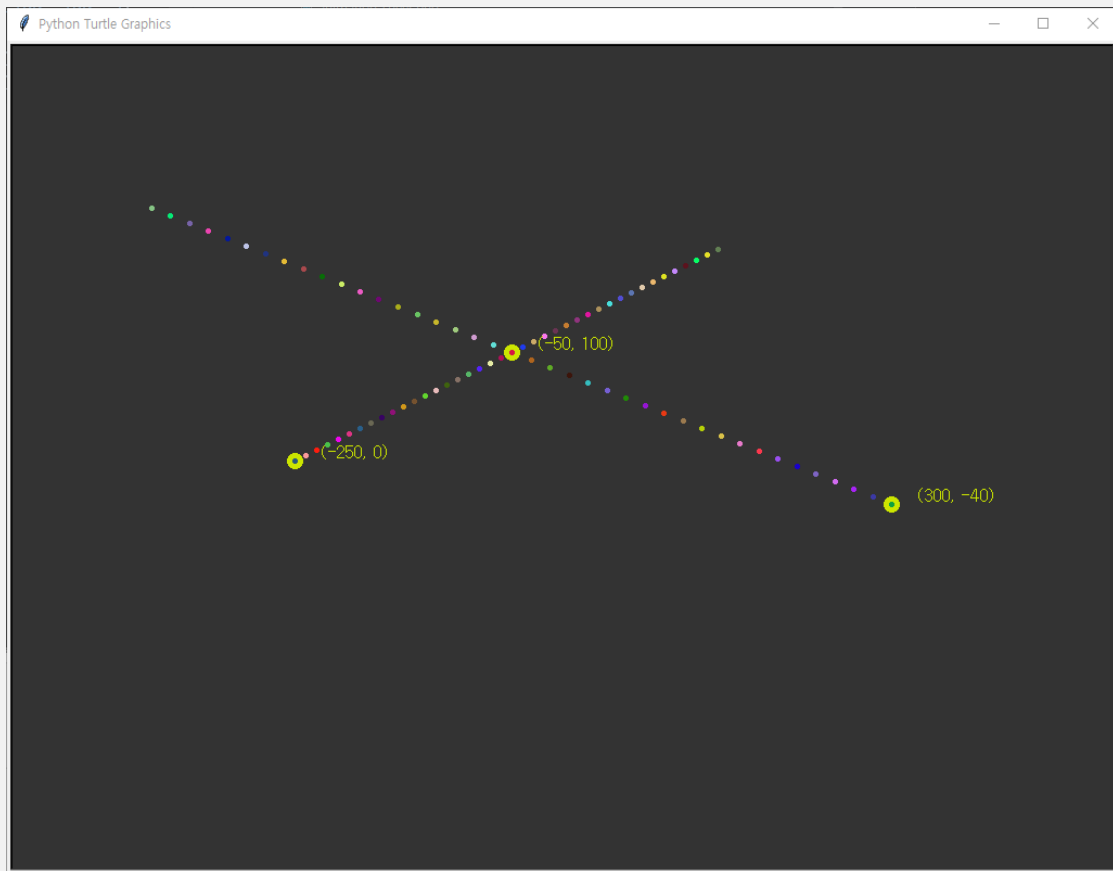 Python Turtle Graphics
(-50, 100)
(-250, 0)
(300, -40)